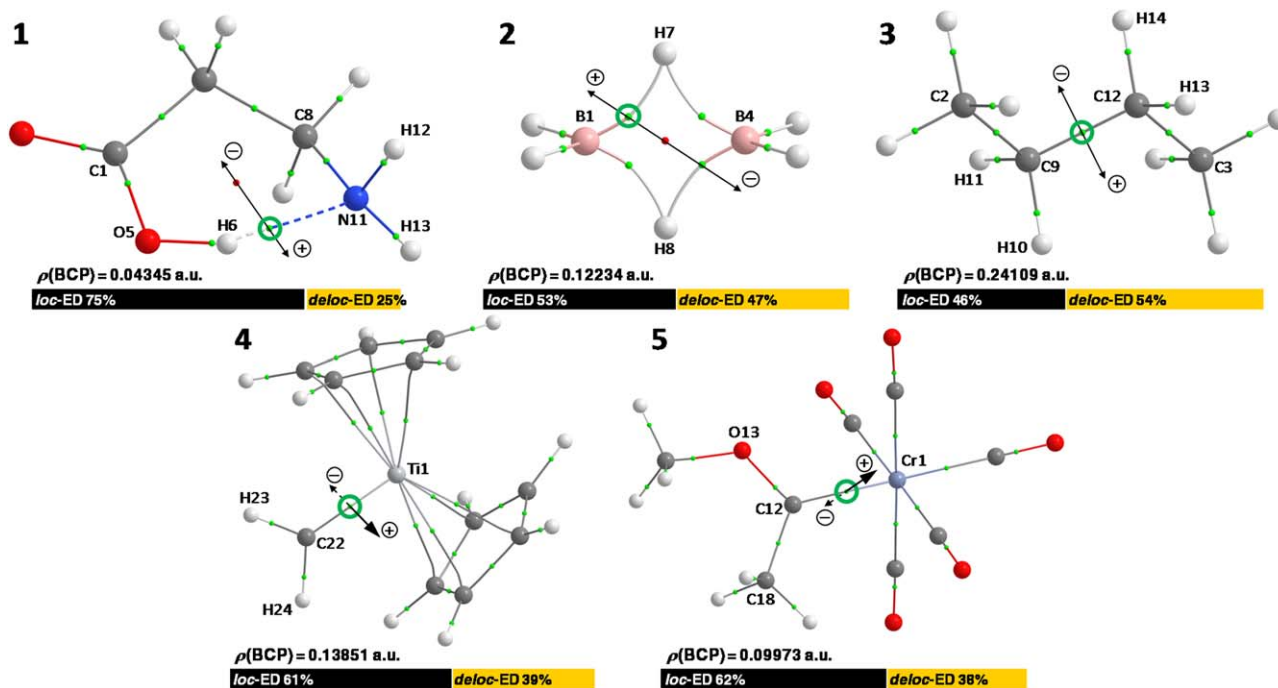 1
C8
H12
C1
⊖
H6
N11
O5
⊕
H13
ρ(BCP) = 0.04345 a.u.
loc-ED 75% deloc-ED 25%
2
H7
⊕
B1
B4
⊖
H8
ρ(BCP) = 0.12234 a.u.
loc-ED 53% deloc-ED 47%
3
H14
⊖
C2
C12
H13
H11
C9
C3
⊕
H10
ρ(BCP) = 0.24109 a.u.
loc-ED 46% deloc-ED 54%
4
Ti1
⊖
H23
⊕
C22
H24
ρ(BCP) = 0.13851 a.u.
loc-ED 61% deloc-ED 39%
5
O13
⊕
Cr1
C12
⊖
C18
ρ(BCP) = 0.09973 a.u.
loc-ED 62% deloc-ED 38%